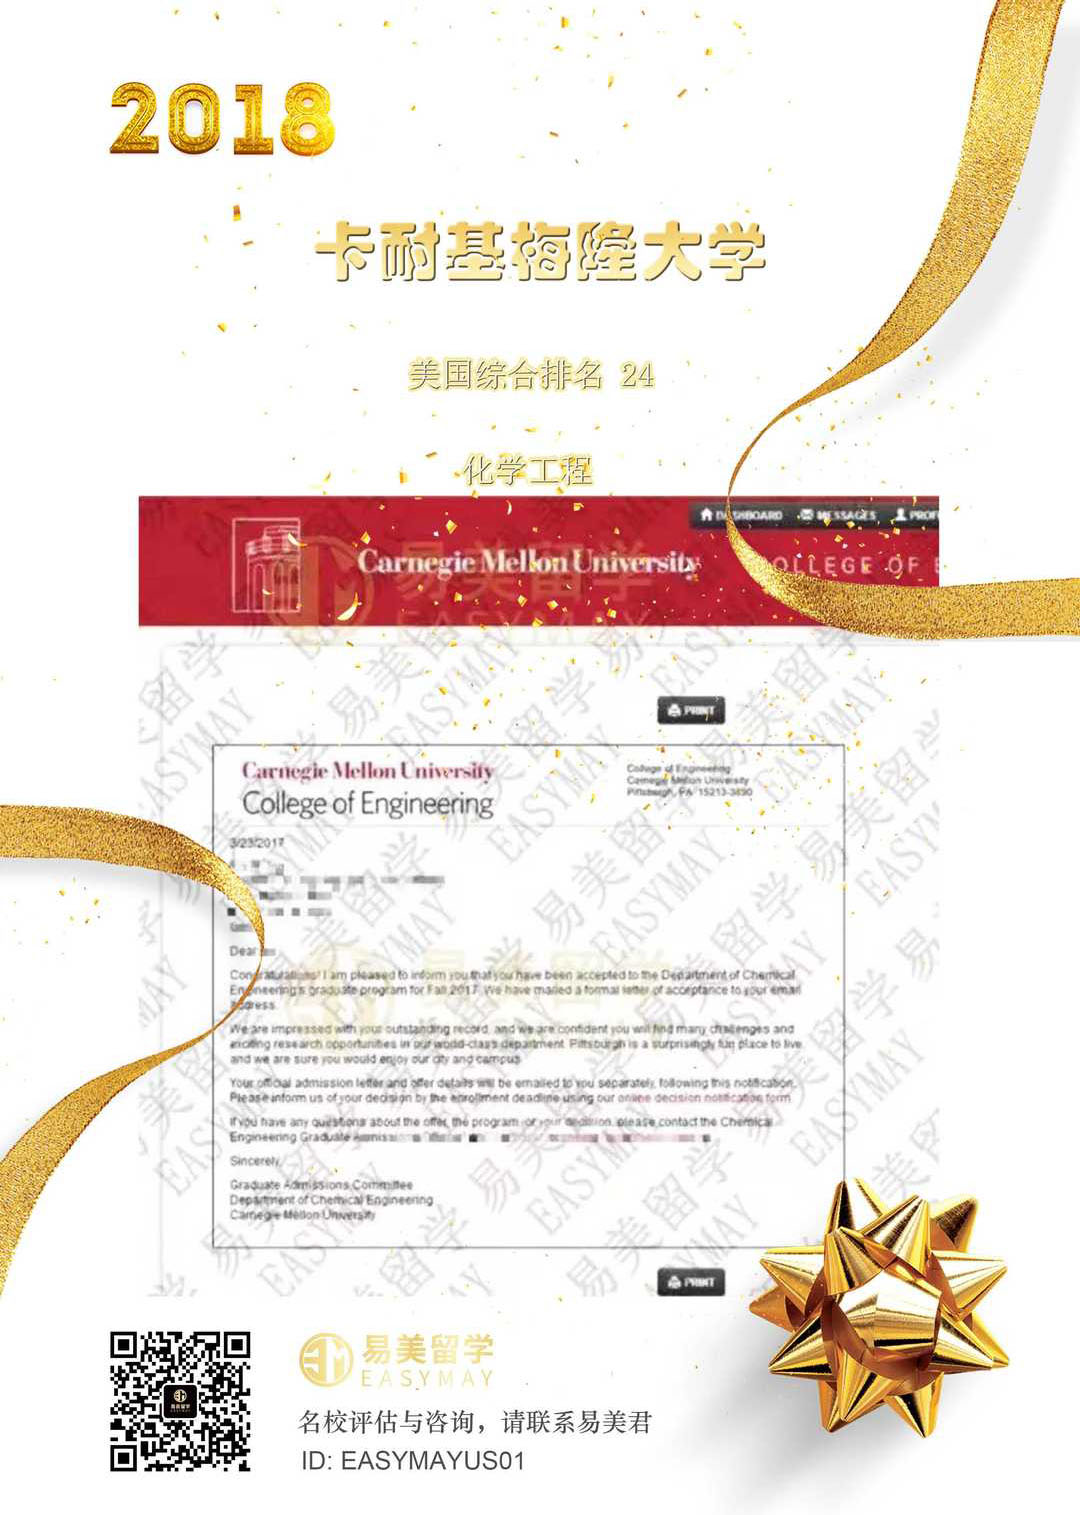 2018
卡耐基梅隆大学
美国综合排名 24
化学工程
DASHBOARD MESSAGES PROF
Carnegie Mellon University COLLEGE OF E
易美留学
EASYMAY
PRINT
Carnegie Mellon University
College of Engineering
College of Engineering
Carnegie Mellon University
Pittsburgh, PA 15213-3890
3/23/2017
Dear
Congratulations! I am pleased to inform you that you have been accepted to the Department of Chemical
Engineering's graduate program for Fall 2017. We have mailed a formal letter of acceptance to your email
address.
We are impressed with your outstanding record, and we are confident you will find many challenges and
exciting research opportunities in our world-class department. Pittsburgh is a surprisingly fun place to live
and we are sure you would enjoy our city and campus.
Your official admission letter and offer details will be emailed to you separately, following this notification.
Please inform us of your decision by the enrollment deadline using our online decision notification form.
If you have any questions about the offer, the program or your decision, please contact the Chemical
Engineering Graduate Admissions
Sincerely,
Graduate Admissions Committee
Department of Chemical Engineering
Carnegie Mellon University
PRINT
易美留学
EASYMAY
名校评估与咨询，请联系易美君
ID: EASYMAYUS01